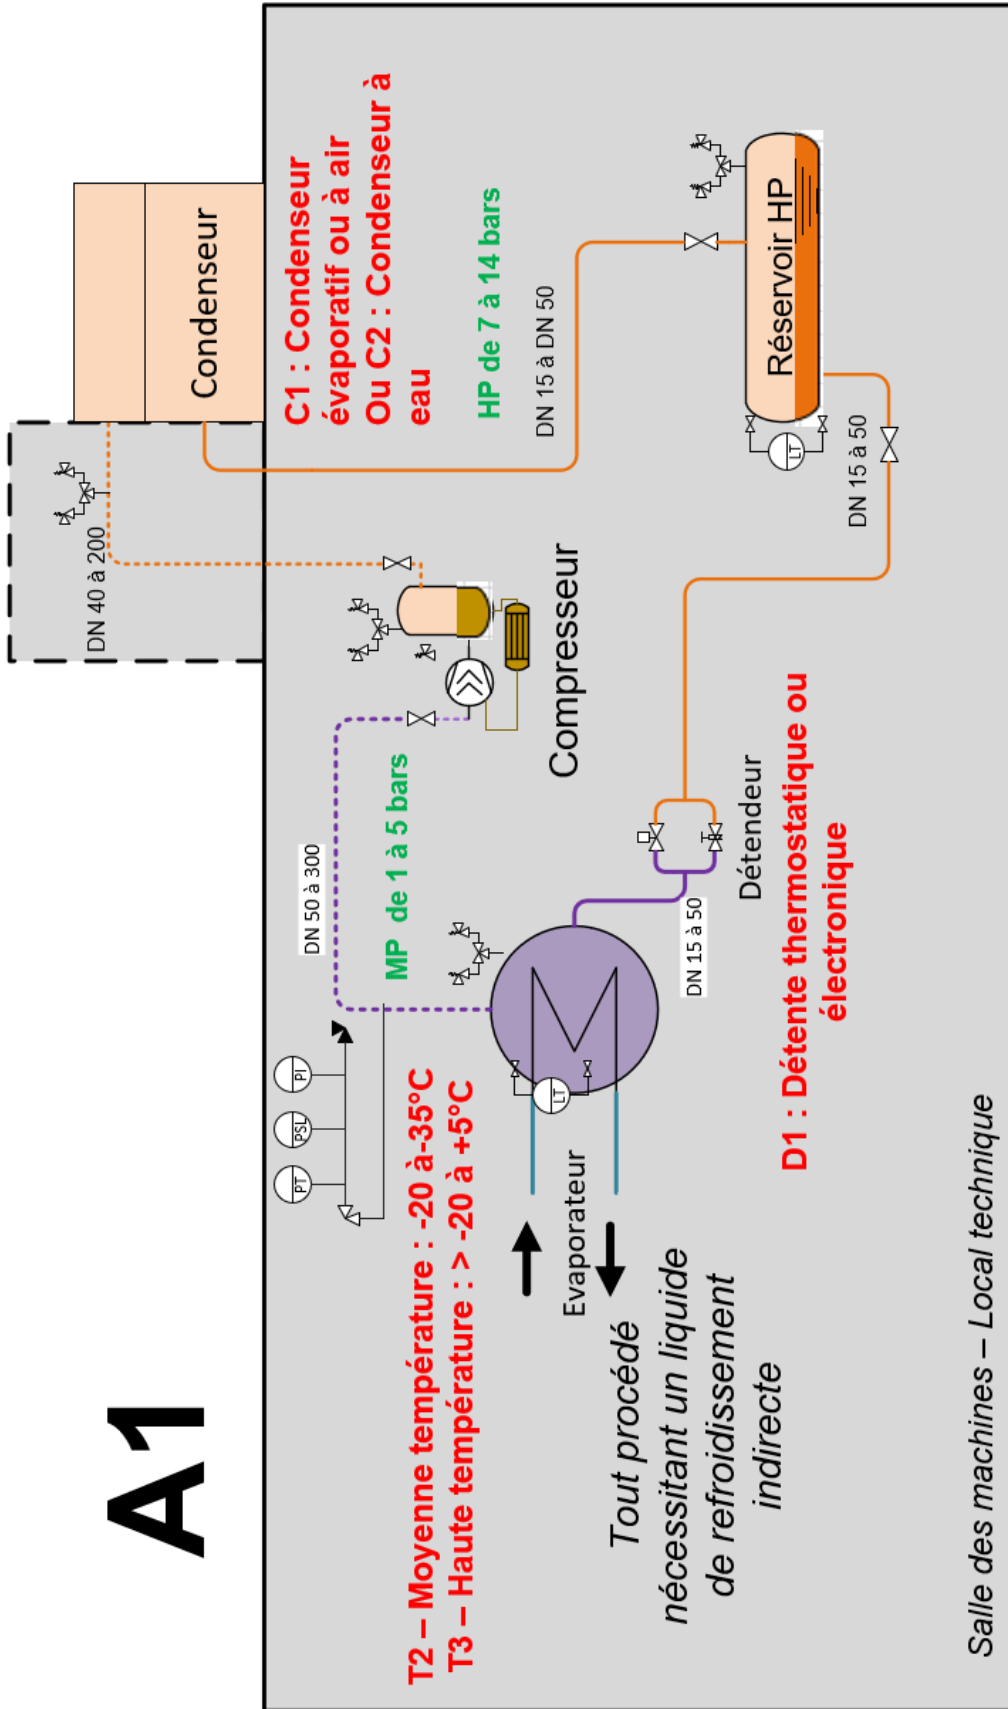 A1
DN 40 à 200
Condenseur
C1 : Condenseur
évaporatif ou à air
Ou C2 : Condenseur à
eau
HP de 7 à 14 bars
DN 15 à DN 50
PT
PSL
PI
DN 50 à 300
MP de 1 à 5 bars
Compresseur
T2 – Moyenne température : -20 à-35°C
T3 – Haute température : > -20 à +5°C
LT
Réservoir HP
LT
DN 15 à 50
Evaporateur
DN 15 à 50
Détendeur
D1 : Détente thermostatique ou
électronique
Tout procédé
nécessitant un liquide
de refroidissement
indirecte
Salle des machines – Local technique